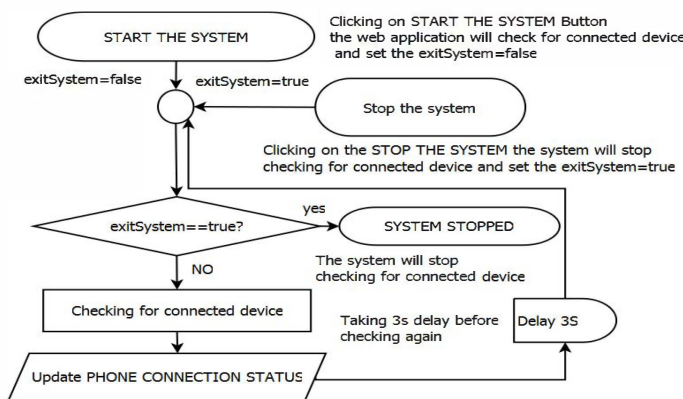 START THE SYSTEM
Clicking on START THE SYSTEM Button
the web application will check for connected device
and set the exitSystem=false
exitSystem=false
exitSystem=true
Stop the system
Clicking on the STOP THE SYSTEM the system will stop
checking for connected device and set the exitSystem=true
exitSystem==true?
yes
SYSTEM STOPPED
The system will stop
checking for connected device
NO
Checking for connected device
Taking 3s delay before
checking again
Delay 3S
Update PHONE CONNECTION STATUS